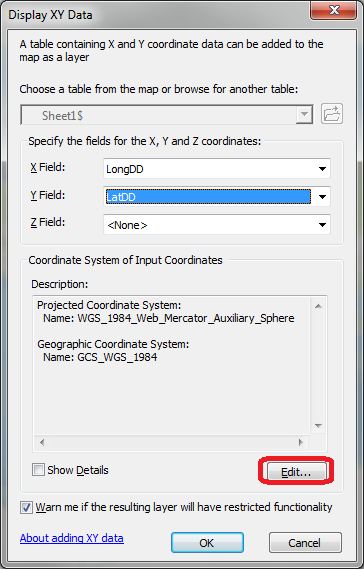 Display XY Data
A table containing X and Y coordinate data can be added to the
map as a layer
Choose a table from the map or browse for another table:
Sheet1$
Specify the fields for the X, Y and Z coordinates:
X Field: LongDD
Y Field: LatDD
Z Field: <None>
Coordinate System of Input Coordinates
Description:
Projected Coordinate System:
Name: WGS_1984_Web_Mercator_Auxiliary_Sphere
Geographic Coordinate System:
Name: GCS_WGS_1984
Show Details Edit...
Warn me if the resulting layer will have restricted functionality
About adding XY data OK Cancel